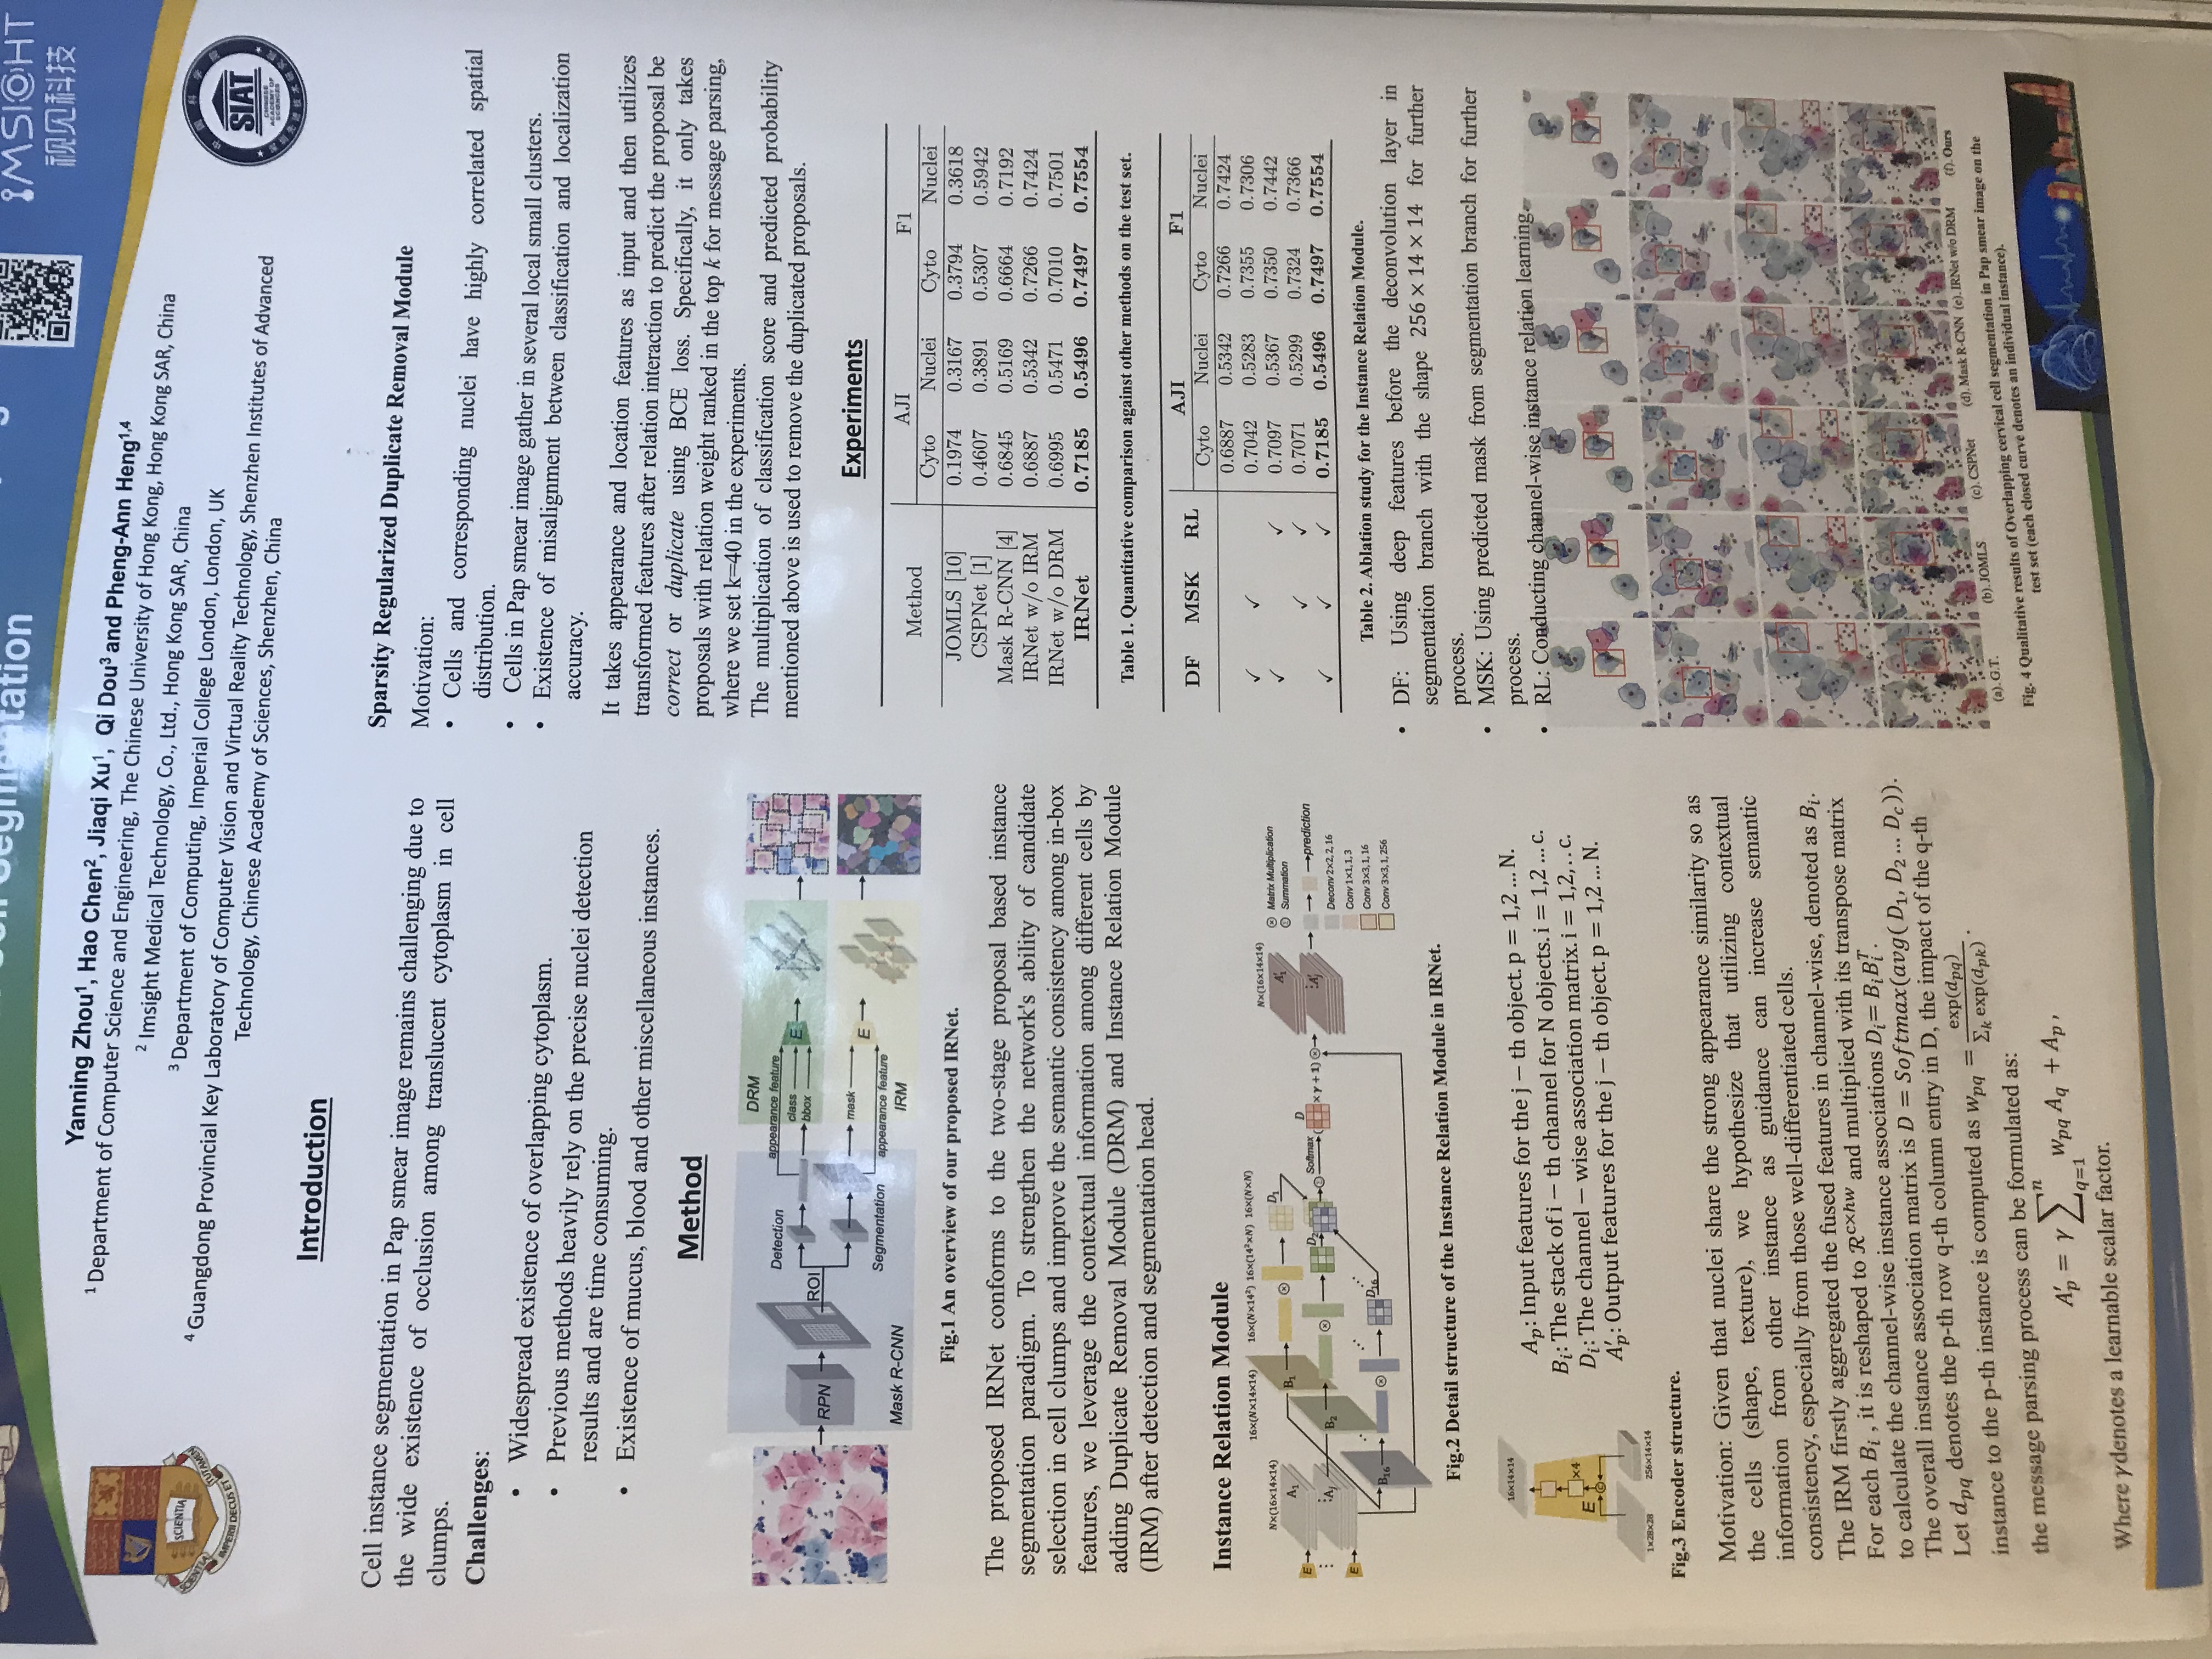 tation
iMSIGHT
视见科技
Yanning Zhou¹, Hao Chen², Jiaqi Xu¹, Qi Dou³ and Pheng-Ann Heng¹,⁴
¹ Department of Computer Science and Engineering, The Chinese University of Hong Kong, Hong Kong SAR, China
² Imsight Medical Technology, Co., Ltd., Hong Kong SAR, China
³ Department of Computing, Imperial College London, London, UK
⁴ Guangdong Provincial Key Laboratory of Computer Vision and Virtual Reality Technology, Shenzhen Institutes of Advanced
Technology, Chinese Academy of Sciences, Shenzhen, China
SCIENTIA
SCIENTIA IMPERII DECUS ET TUTAMEN
SIAT
CHINESE
ACADEMY OF
SCIENCES
Introduction
Cell instance segmentation in Pap smear image remains challenging due to
the wide existence of occlusion among translucent cytoplasm in cell
clumps.
Challenges:
• Widespread existence of overlapping cytoplasm.
• Previous methods heavily rely on the precise nuclei detection
results and are time consuming.
• Existence of mucus, blood and other miscellaneous instances.
Method
RPN
Mask R-CNN
ROI
Detection
Segmentation
DRM
appearance feature
class
bbox
E
mask
E
appearance feature
IRM
Fig.1 An overview of our proposed IRNet.
The proposed IRNet conforms to the two-stage proposal based instance
segmentation paradigm. To strengthen the network's ability of candidate
selection in cell clumps and improve the semantic consistency among in-box
features, we leverage the contextual information among different cells by
adding Duplicate Removal Module (DRM) and Instance Relation Module
(IRM) after detection and segmentation head.
Instance Relation Module
16×(N×14×14) 16×(N×14²) 16×(14²×N) 16×(N×N)
N×(16×14×14)
N×(16×14×14)
E
E
A₁
Aⱼ
B₁
B₂
B₁₆
D₁
D₂
D₁₆
Softmax
D
(×γ+1)
A'₁
A'ⱼ
⊗ Matrix Multiplication
Summation
prediction
Deconv 2×2, 2, 16
Conv 1×1, 1, 3
Conv 3×3, 1, 16
Conv 3×3, 1, 256
Fig.2 Detail structure of the Instance Relation Module in IRNet.
16×14×14
×4
E
C
1×28×28
256×14×14
Fig.3 Encoder structure.
Aₚ: Input features for the j − th object. p = 1,2 ... N.
Bᵢ: The stack of i − th channel for N objects. i = 1,2 ... c.
Dᵢ: The channel − wise association matrix. i = 1,2, . . c.
A'ₚ: Output features for the j − th object. p = 1,2 ... N.
Motivation: Given that nuclei share the strong appearance similarity so as
the cells (shape, texture), we hypothesize that utilizing contextual
information from other instance as guidance can increase semantic
consistency, especially from those well-differentiated cells.
The IRM firstly aggregated the fused features in channel-wise, denoted as Bᵢ.
For each Bᵢ , it is reshaped to ℛ^{c×hw} and multiplied with its transpose matrix
to calculate the channel-wise instance associations Dᵢ= BᵢBᵢᵀ.
The overall instance association matrix is D = Softmax(avg( D₁, D₂ ... D_c)).
Let d_{pq} denotes the p-th row q-th column entry in D, the impact of the q-th
instance to the p-th instance is computed as w_{pq} = exp(d_{pq}) / Σₖ exp(d_{pk}) .
the message parsing process can be formulated as:
A'ₚ = γ Σ_{q=1}^{n} w_{pq} A_q + Aₚ ,
Where γ denotes a learnable scalar factor.
Sparsity Regularized Duplicate Removal Module
Motivation:
• Cells and corresponding nuclei have highly correlated spatial
distribution.
• Cells in Pap smear image gather in several local small clusters.
• Existence of misalignment between classification and localization
accuracy.
It takes appearance and location features as input and then utilizes
transformed features after relation interaction to predict the proposal be
correct or duplicate using BCE loss. Specifically, it only takes
proposals with relation weight ranked in the top k for message parsing,
where we set k=40 in the experiments.
The multiplication of classification score and predicted probability
mentioned above is used to remove the duplicated proposals.
Experiments
Method AJI F1
Cyto Nuclei Cyto Nuclei
JOMLS [10] 0.1974 0.3167 0.3794 0.3618
CSPNet [1] 0.4607 0.3891 0.5307 0.5942
Mask R-CNN [4] 0.6845 0.5169 0.6664 0.7192
IRNet w/o IRM 0.6887 0.5342 0.7266 0.7424
IRNet w/o DRM 0.6995 0.5471 0.7010 0.7501
IRNet 0.7185 0.5496 0.7497 0.7554
Table 1. Quantitative comparison against other methods on the test set.
DF MSK RL AJI F1
Cyto Nuclei Cyto Nuclei
0.6887 0.5342 0.7266 0.7424
✓ ✓ 0.7042 0.5283 0.7355 0.7306
✓ ✓ 0.7097 0.5367 0.7350 0.7442
✓ ✓ 0.7071 0.5299 0.7324 0.7366
✓ ✓ ✓ 0.7185 0.5496 0.7497 0.7554
Table 2. Ablation study for the Instance Relation Module.
• DF: Using deep features before the deconvolution layer in
segmentation branch with the shape 256 × 14 × 14 for further
process.
• MSK: Using predicted mask from segmentation branch for further
process.
• RL: Conducting channel-wise instance relation learning.
(a). G.T. (b). JOMLS (c). CSPNet (d). Mask R-CNN (e). IRNet w/o DRM (f). Ours
Fig. 4 Qualitative results of Overlapping cervical cell segmentation in Pap smear image on the
test set (each closed curve denotes an individual instance).